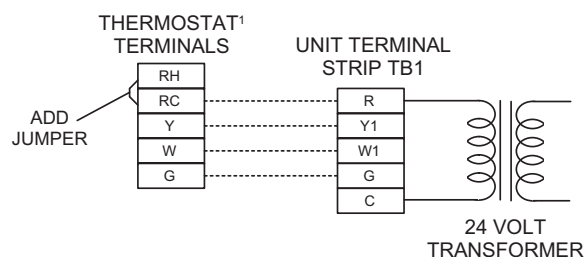 THERMOSTAT¹
TERMINALS
UNIT TERMINAL
STRIP TB1
RH
RC
Y
W
G
ADD
JUMPER
R
Y1
W1
G
C
24 VOLT
TRANSFORMER